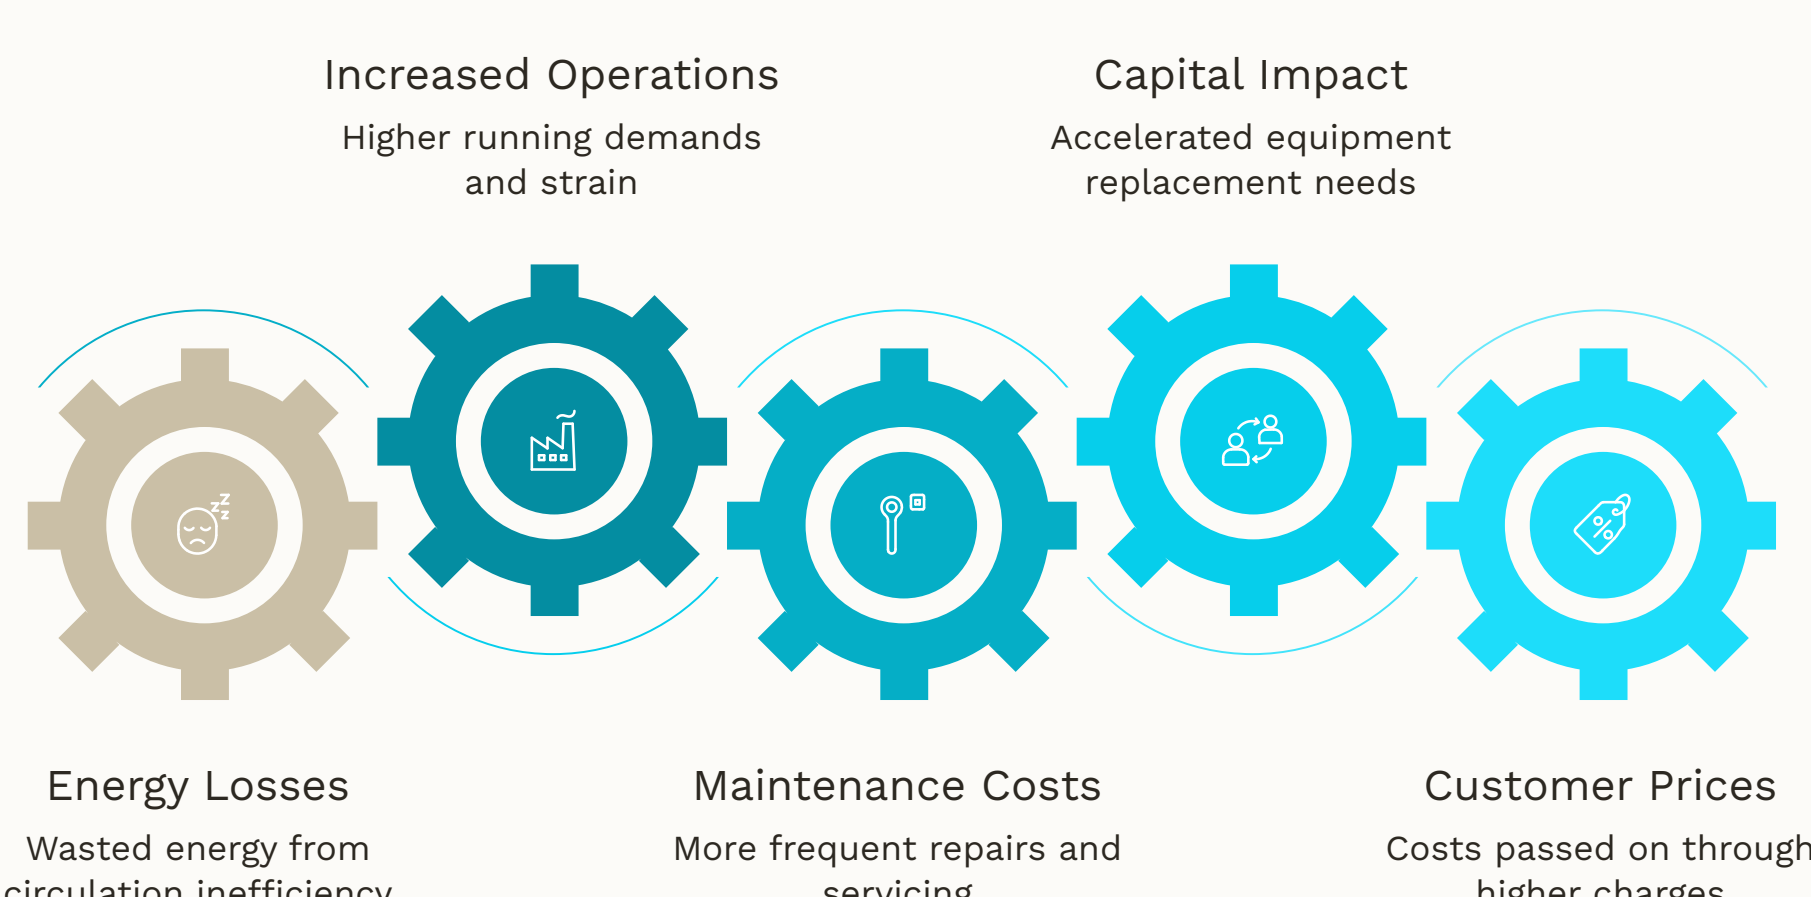 Increased Operations
Higher running demands
and strain
Capital Impact
Accelerated equipment
replacement needs
Energy Losses
Wasted energy from
circulation inefficiency
Maintenance Costs
More frequent repairs and
servicing
Customer Prices
Costs passed on through
higher charges